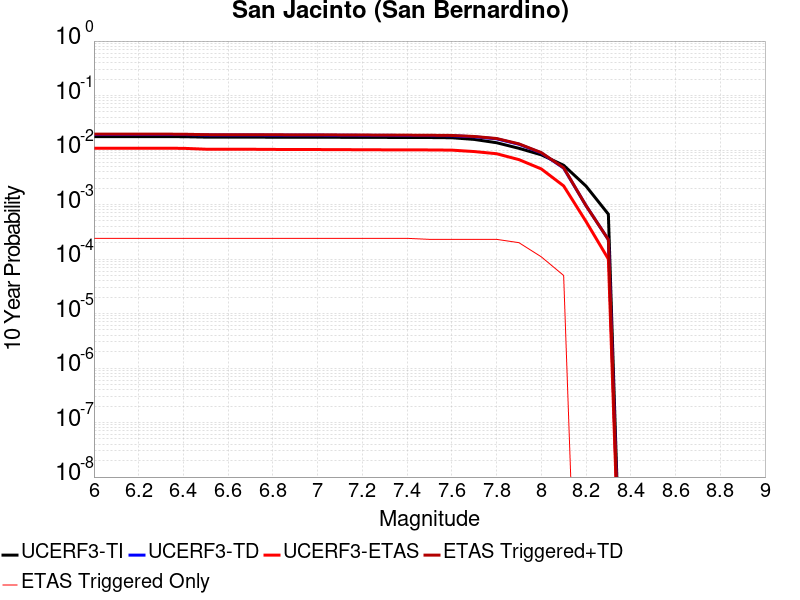 San Jacinto (San Bernardino)
10^0
10^-1
10^-2
10^-3
10^-4
10^-5
10^-6
10^-7
10^-8
10 Year Probability
6 6.2 6.4 6.6 6.8 7 7.2 7.4 7.6 7.8 8 8.2 8.4 8.6 8.8 9
Magnitude
UCERF3-TI UCERF3-TD UCERF3-ETAS ETAS Triggered+TD
ETAS Triggered Only